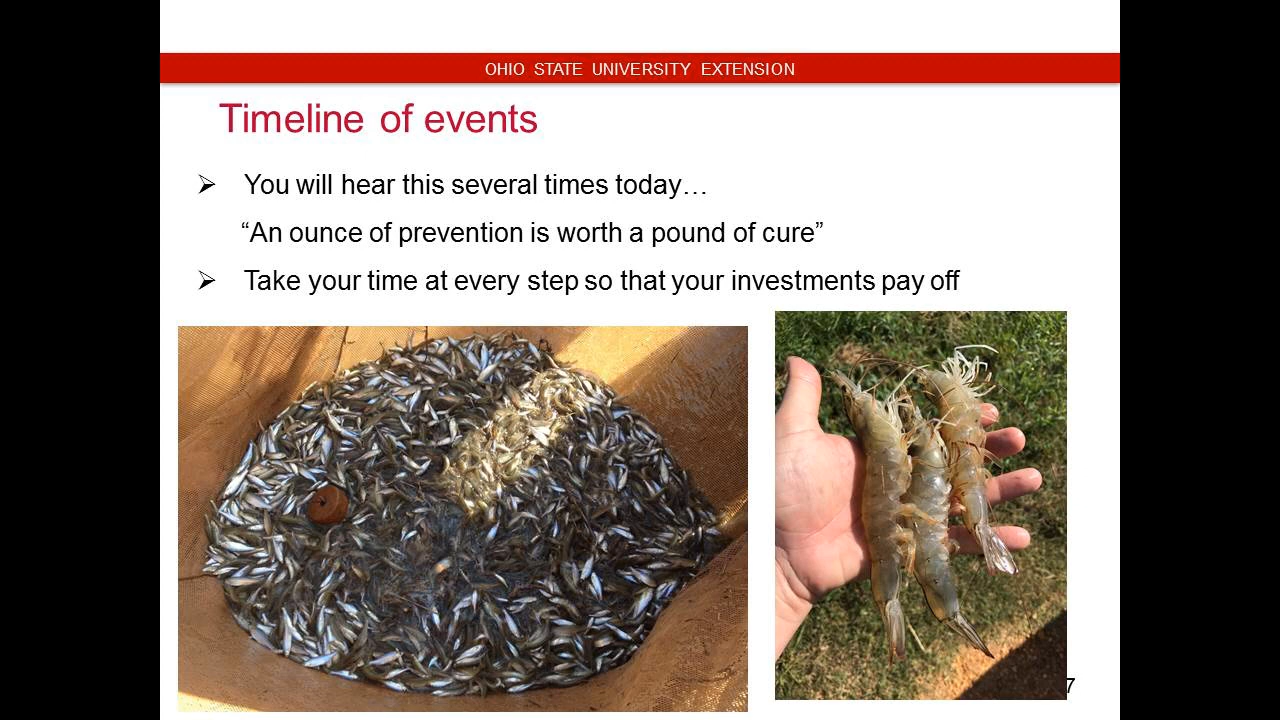 OHIO STATE UNIVERSITY EXTENSION
Timeline of events
➢ You will hear this several times today…
“An ounce of prevention is worth a pound of cure”
➢ Take your time at every step so that your investments pay off
7